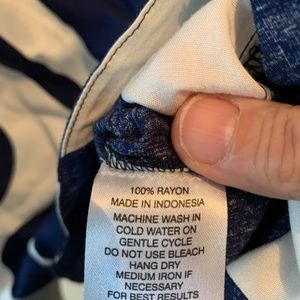 100% RAYON
MADE IN INDONESIA
MACHINE WASH IN
COLD WATER ON
GENTLE CYCLE
DO NOT USE BLEACH
HANG DRY
MEDIUM IRON IF
NECESSARY
FOR BEST RESULTS